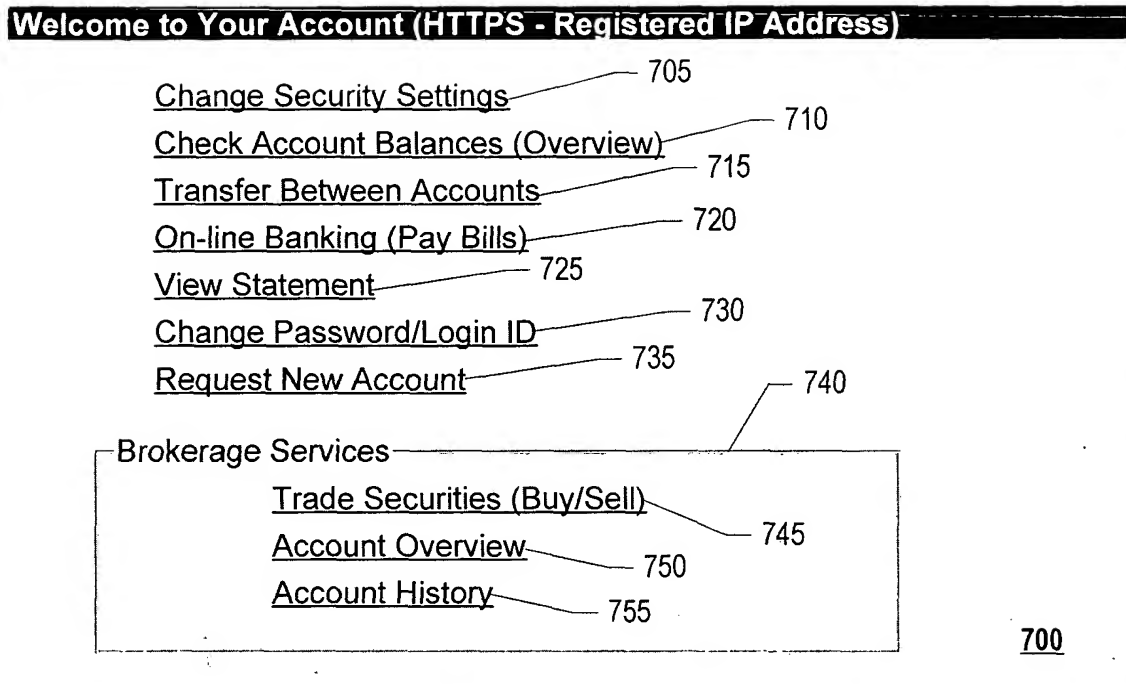 Welcome to Your Account (HTTPS - Registered IP Address)
Change Security Settings 705
Check Account Balances (Overview) 710
Transfer Between Accounts 715
On-line Banking (Pay Bills) 720
View Statement 725
Change Password/Login ID 730
Request New Account 735
740
Brokerage Services
Trade Securities (Buy/Sell) 745
Account Overview 750
Account History 755
700